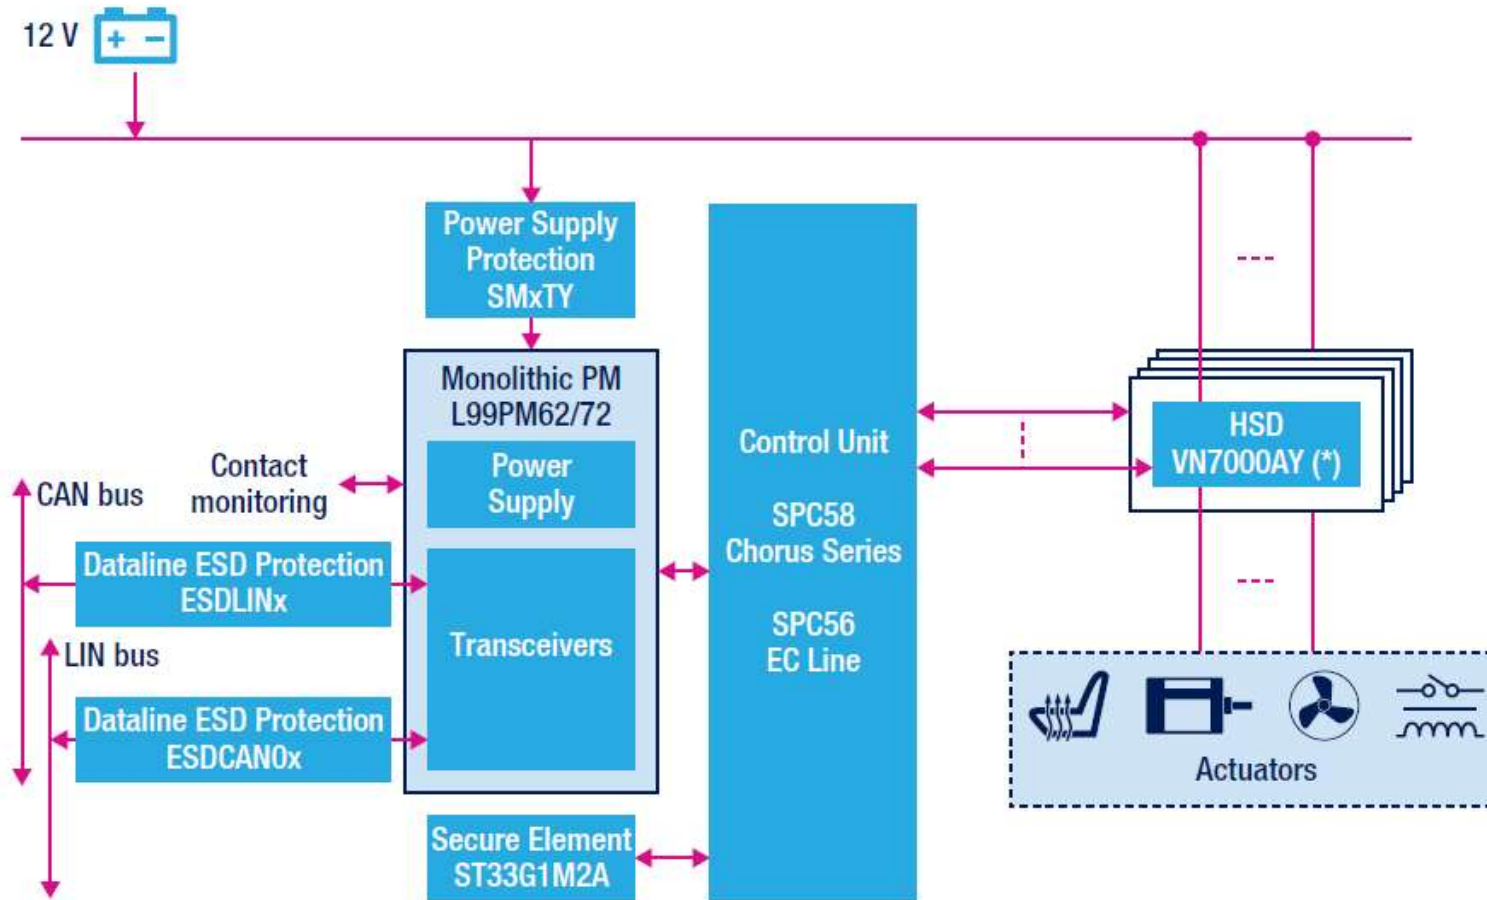 12 V
Power Supply
Protection
SMxTY
Monolithic PM
L99PM62/72
Power
Supply
Transceivers
Contact
monitoring
CAN bus
Dataline ESD Protection
ESDLINx
LIN bus
Dataline ESD Protection
ESDCAN0x
Secure Element
ST33G1M2A
Control Unit
SPC58
Chorus Series
SPC56
EC Line
HSD
VN7000AY (*)
Actuators